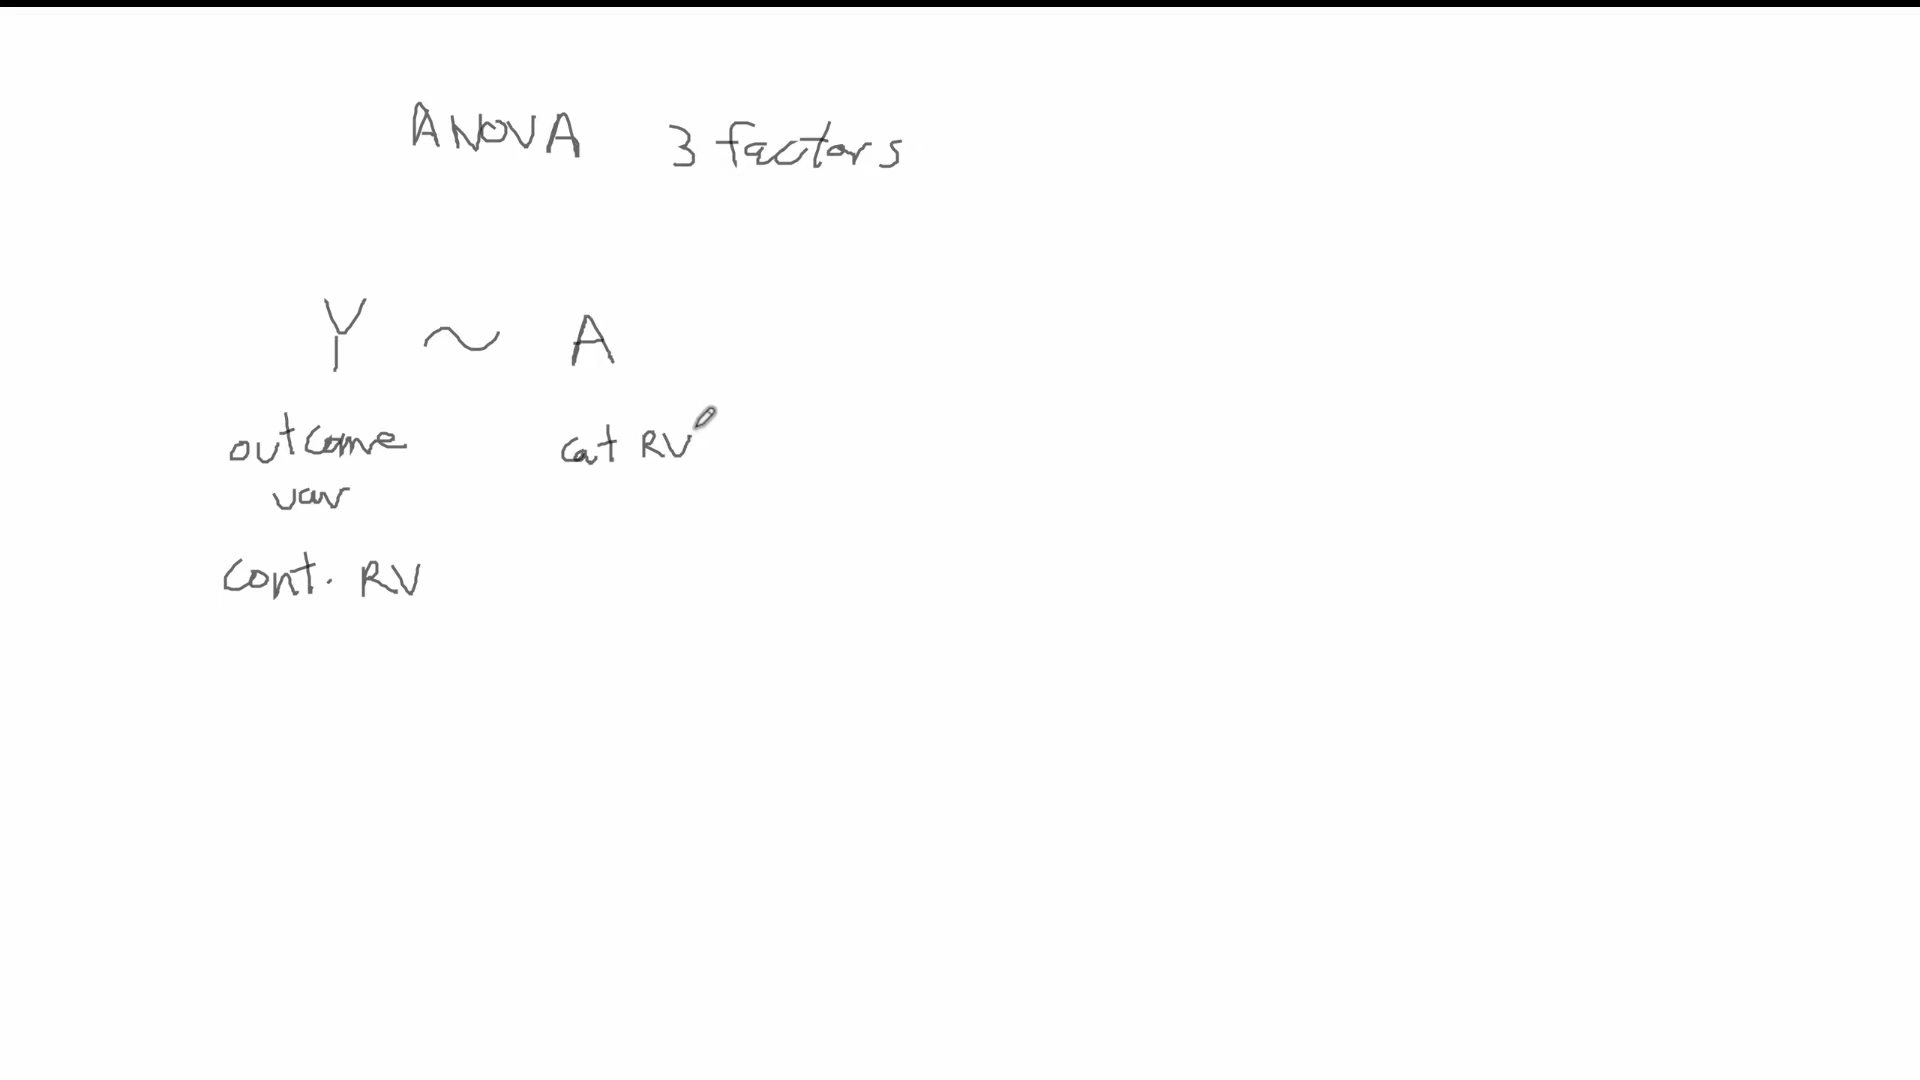 ANOVA 3 factors
Y ~ A
outcome cat RV
var
cont. RV